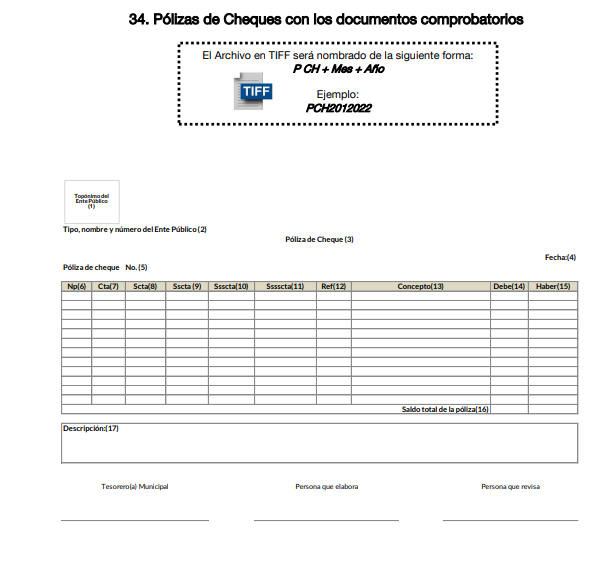 34. Pólizas de Cheques con los documentos comprobatorios
El Archivo en TIFF será nombrado de la siguiente forma:
P CH + Mes + Año
TIFF
Ejemplo:
PCH2012022
Topónimo del
Ente Público
(1)
Tipo, nombre y número del Ente Público (2)
Póliza de Cheque (3)
Fecha:(4)
Póliza de cheque No. (5)
Np(6) Cta(7) Scta(8) Sscta (9) Ssscta(10) Sssscta(11) Ref(12) Concepto(13) Debe(14) Haber(15)
Saldo total de la póliza(16)
Descripción:(17)
Tesorero(a) Municipal Persona que elabora Persona que revisa